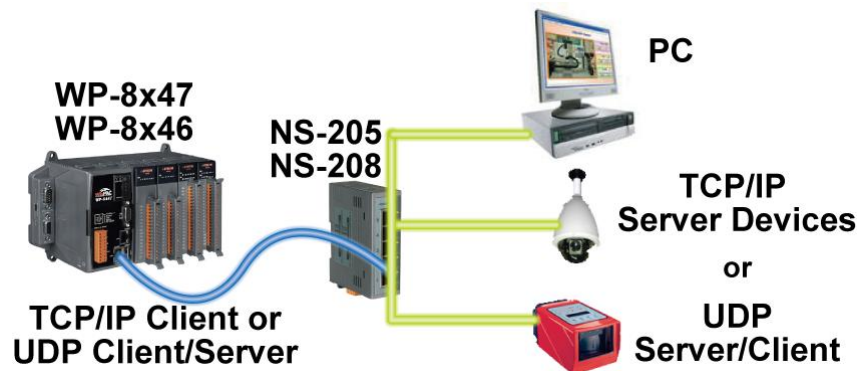 WP-8x47
WP-8x46
NS-205
NS-208
PC
TCP/IP
Server Devices
or
UDP
Server/Client
TCP/IP Client or
UDP Client/Server